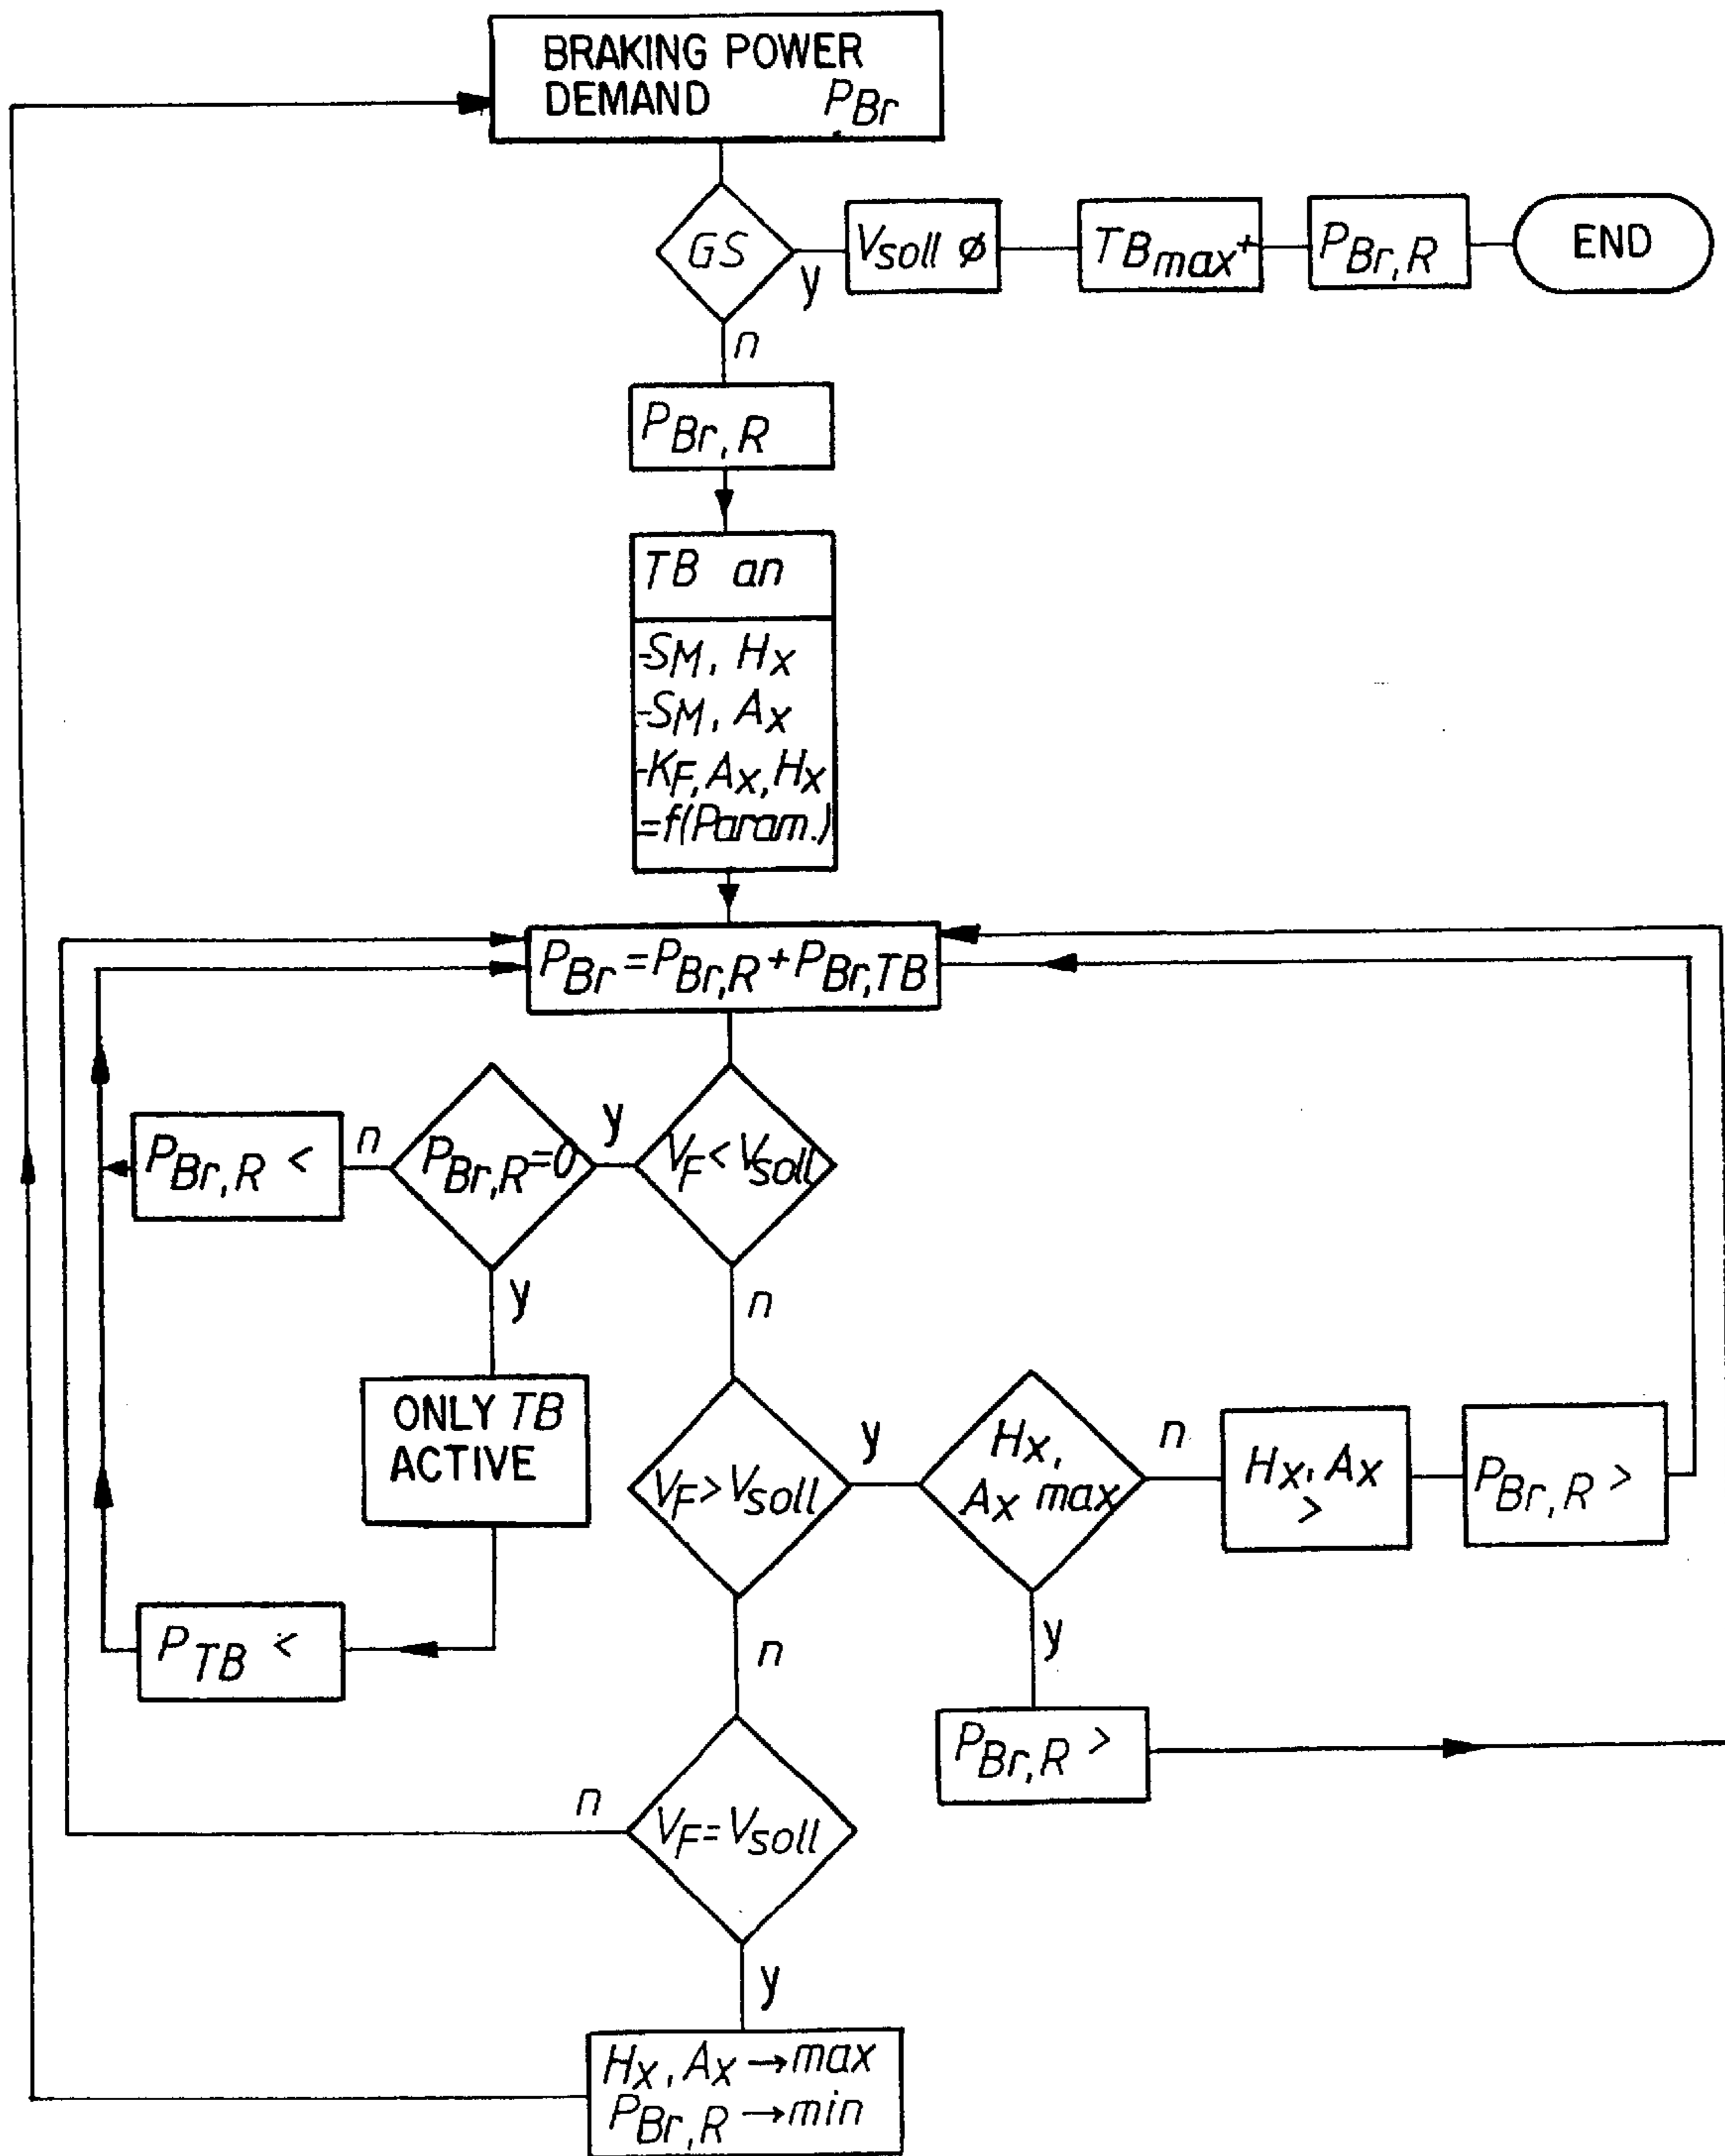 BRAKING POWER
DEMAND P_Br
GS
y
V_soll ø
TB_max+
P_Br,R
END
n
P_Br,R
TB an
-S_M, H_X
-S_M, A_X
-K_F, A_X, H_X
=f(Param.)
P_Br = P_Br,R + P_Br,TB
P_Br,R <
n
P_Br,R=0
y
V_F < V_soll
y
n
ONLY TB
ACTIVE
V_F > V_soll
y
H_X,
A_X max
n
H_X, A_X
>
P_Br,R >
P_TB <
n
y
P_Br,R >
n
V_F = V_soll
y
H_X, A_X → max
P_Br,R → min